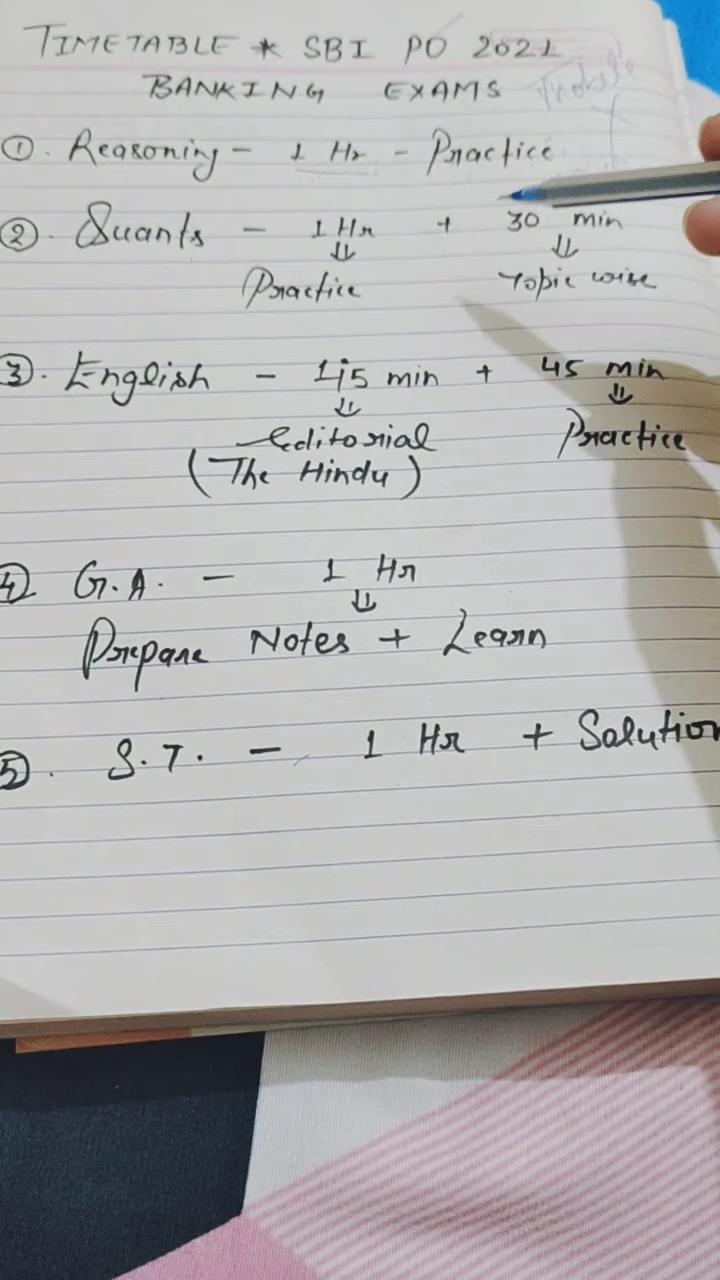 TIMETABLE * SBI PO 2021
BANKING EXAMS
① . Reasoning - 1 Hr - Practice
② . Quants - 1 Hr + 30 min
⇓ ⇓
Practice Topic wise
③ . English - 45 min + 45 min
⇓ ⇓
Editorial Practice
(The Hindu)
④ G.A. - 1 Hr
⇓
Prepare Notes + Learn
⑤ . S.T. - 1 Hr + Solution